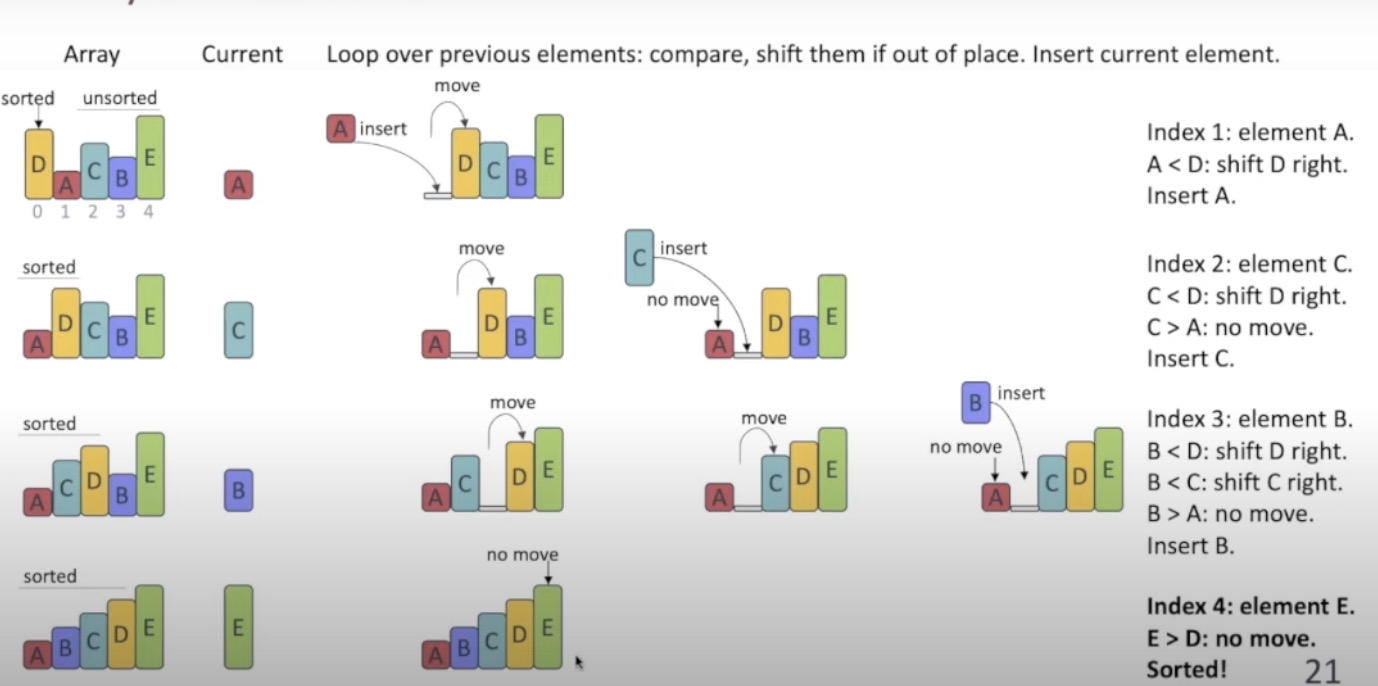 Array Current Loop over previous elements: compare, shift them if out of place. Insert current element.
sorted unsorted
D A C B E
0 1 2 3 4
A
A insert
move
D C B E
Index 1: element A.
A < D: shift D right.
Insert A.
sorted
A D C B E
C
move
A D B E
C insert
no move
A D B E
Index 2: element C.
C < D: shift D right.
C > A: no move.
Insert C.
sorted
A C D B E
B
move
A C D E
move
A C D E
B insert
no move
A C D E
Index 3: element B.
B < D: shift D right.
B < C: shift C right.
B > A: no move.
Insert B.
sorted
A B C D E
E
no move
A B C D E
Index 4: element E.
E > D: no move.
Sorted!
21